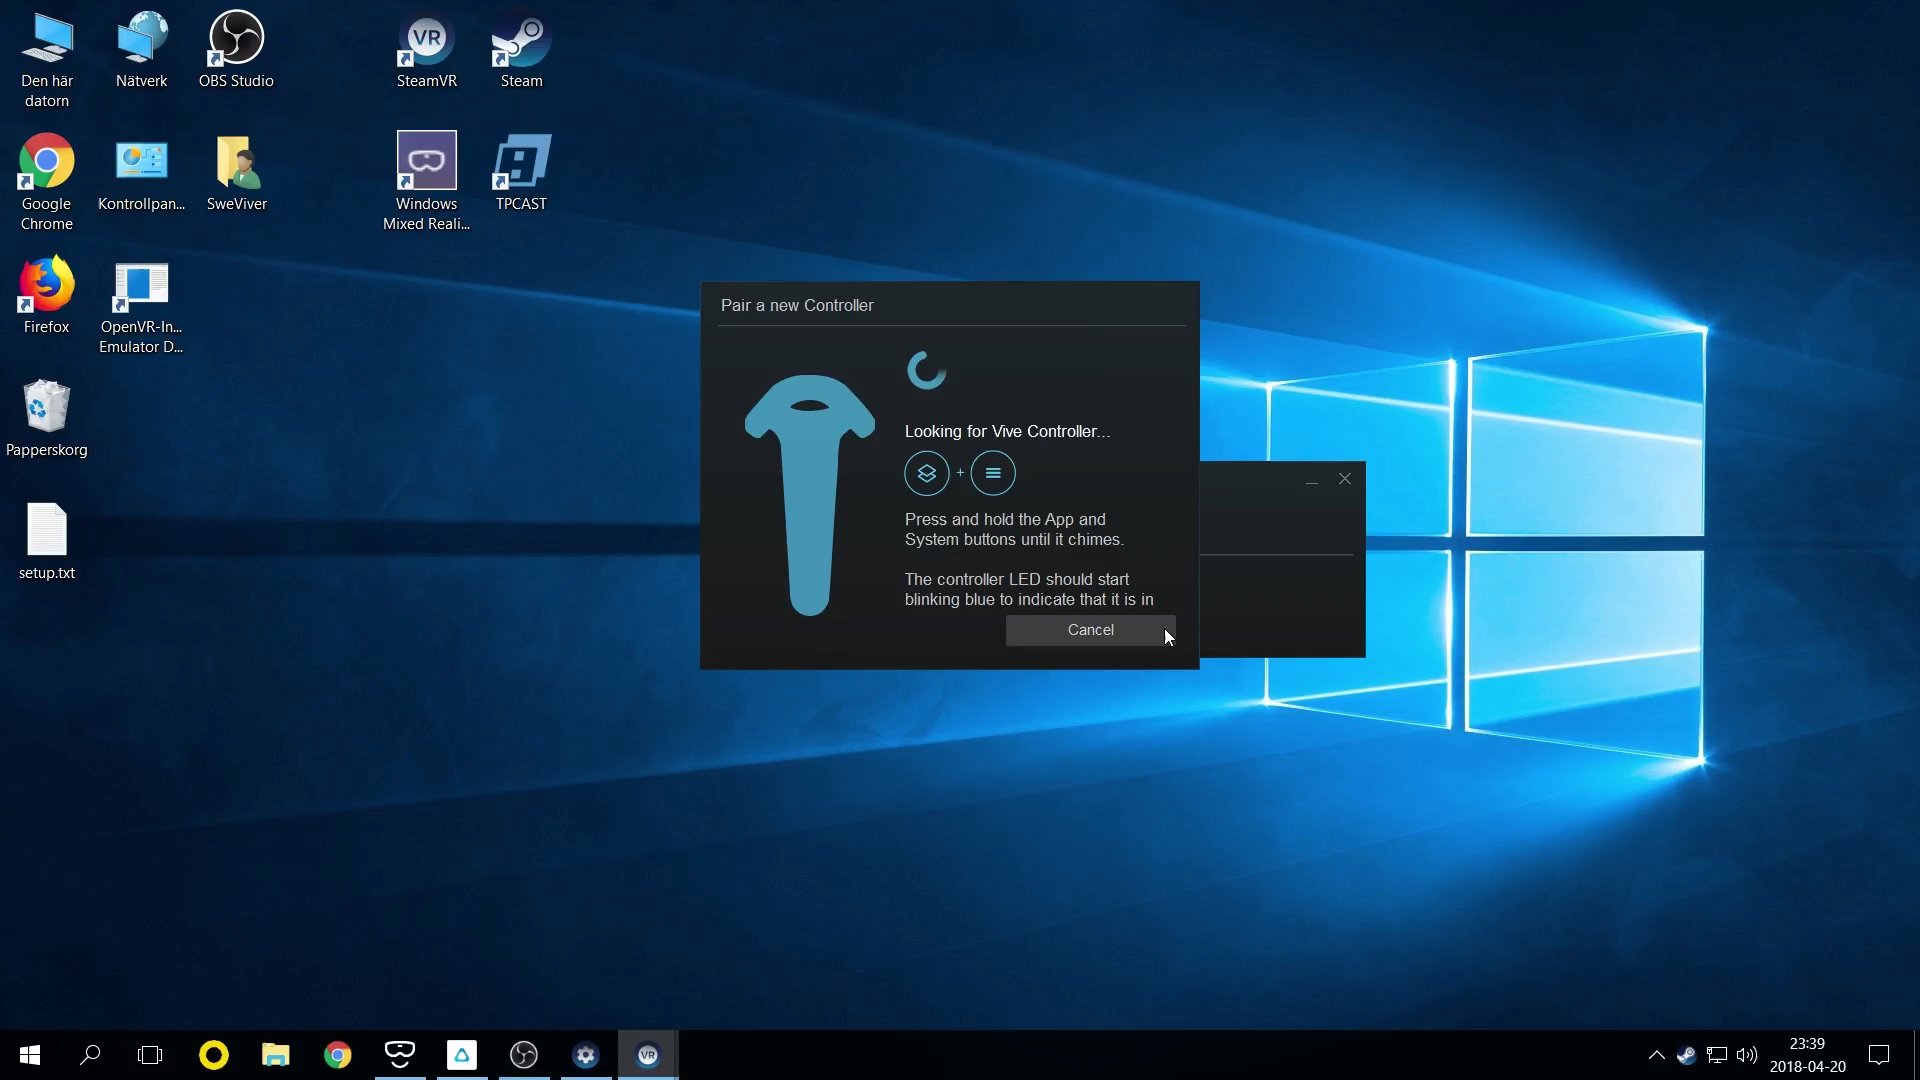 Den här
datorn
Nätverk
OBS Studio
SteamVR
Steam
Google
Chrome
Kontrollpan...
SweViver
Windows
Mixed Reali...
TPCAST
Firefox
OpenVR-In...
Emulator D...
Papperskorg
setup.txt
Pair a new Controller
Looking for Vive Controller...
+
Press and hold the App and
System buttons until it chimes.
The controller LED should start
blinking blue to indicate that it is in
Cancel
VR
VR
23:39
2018-04-20